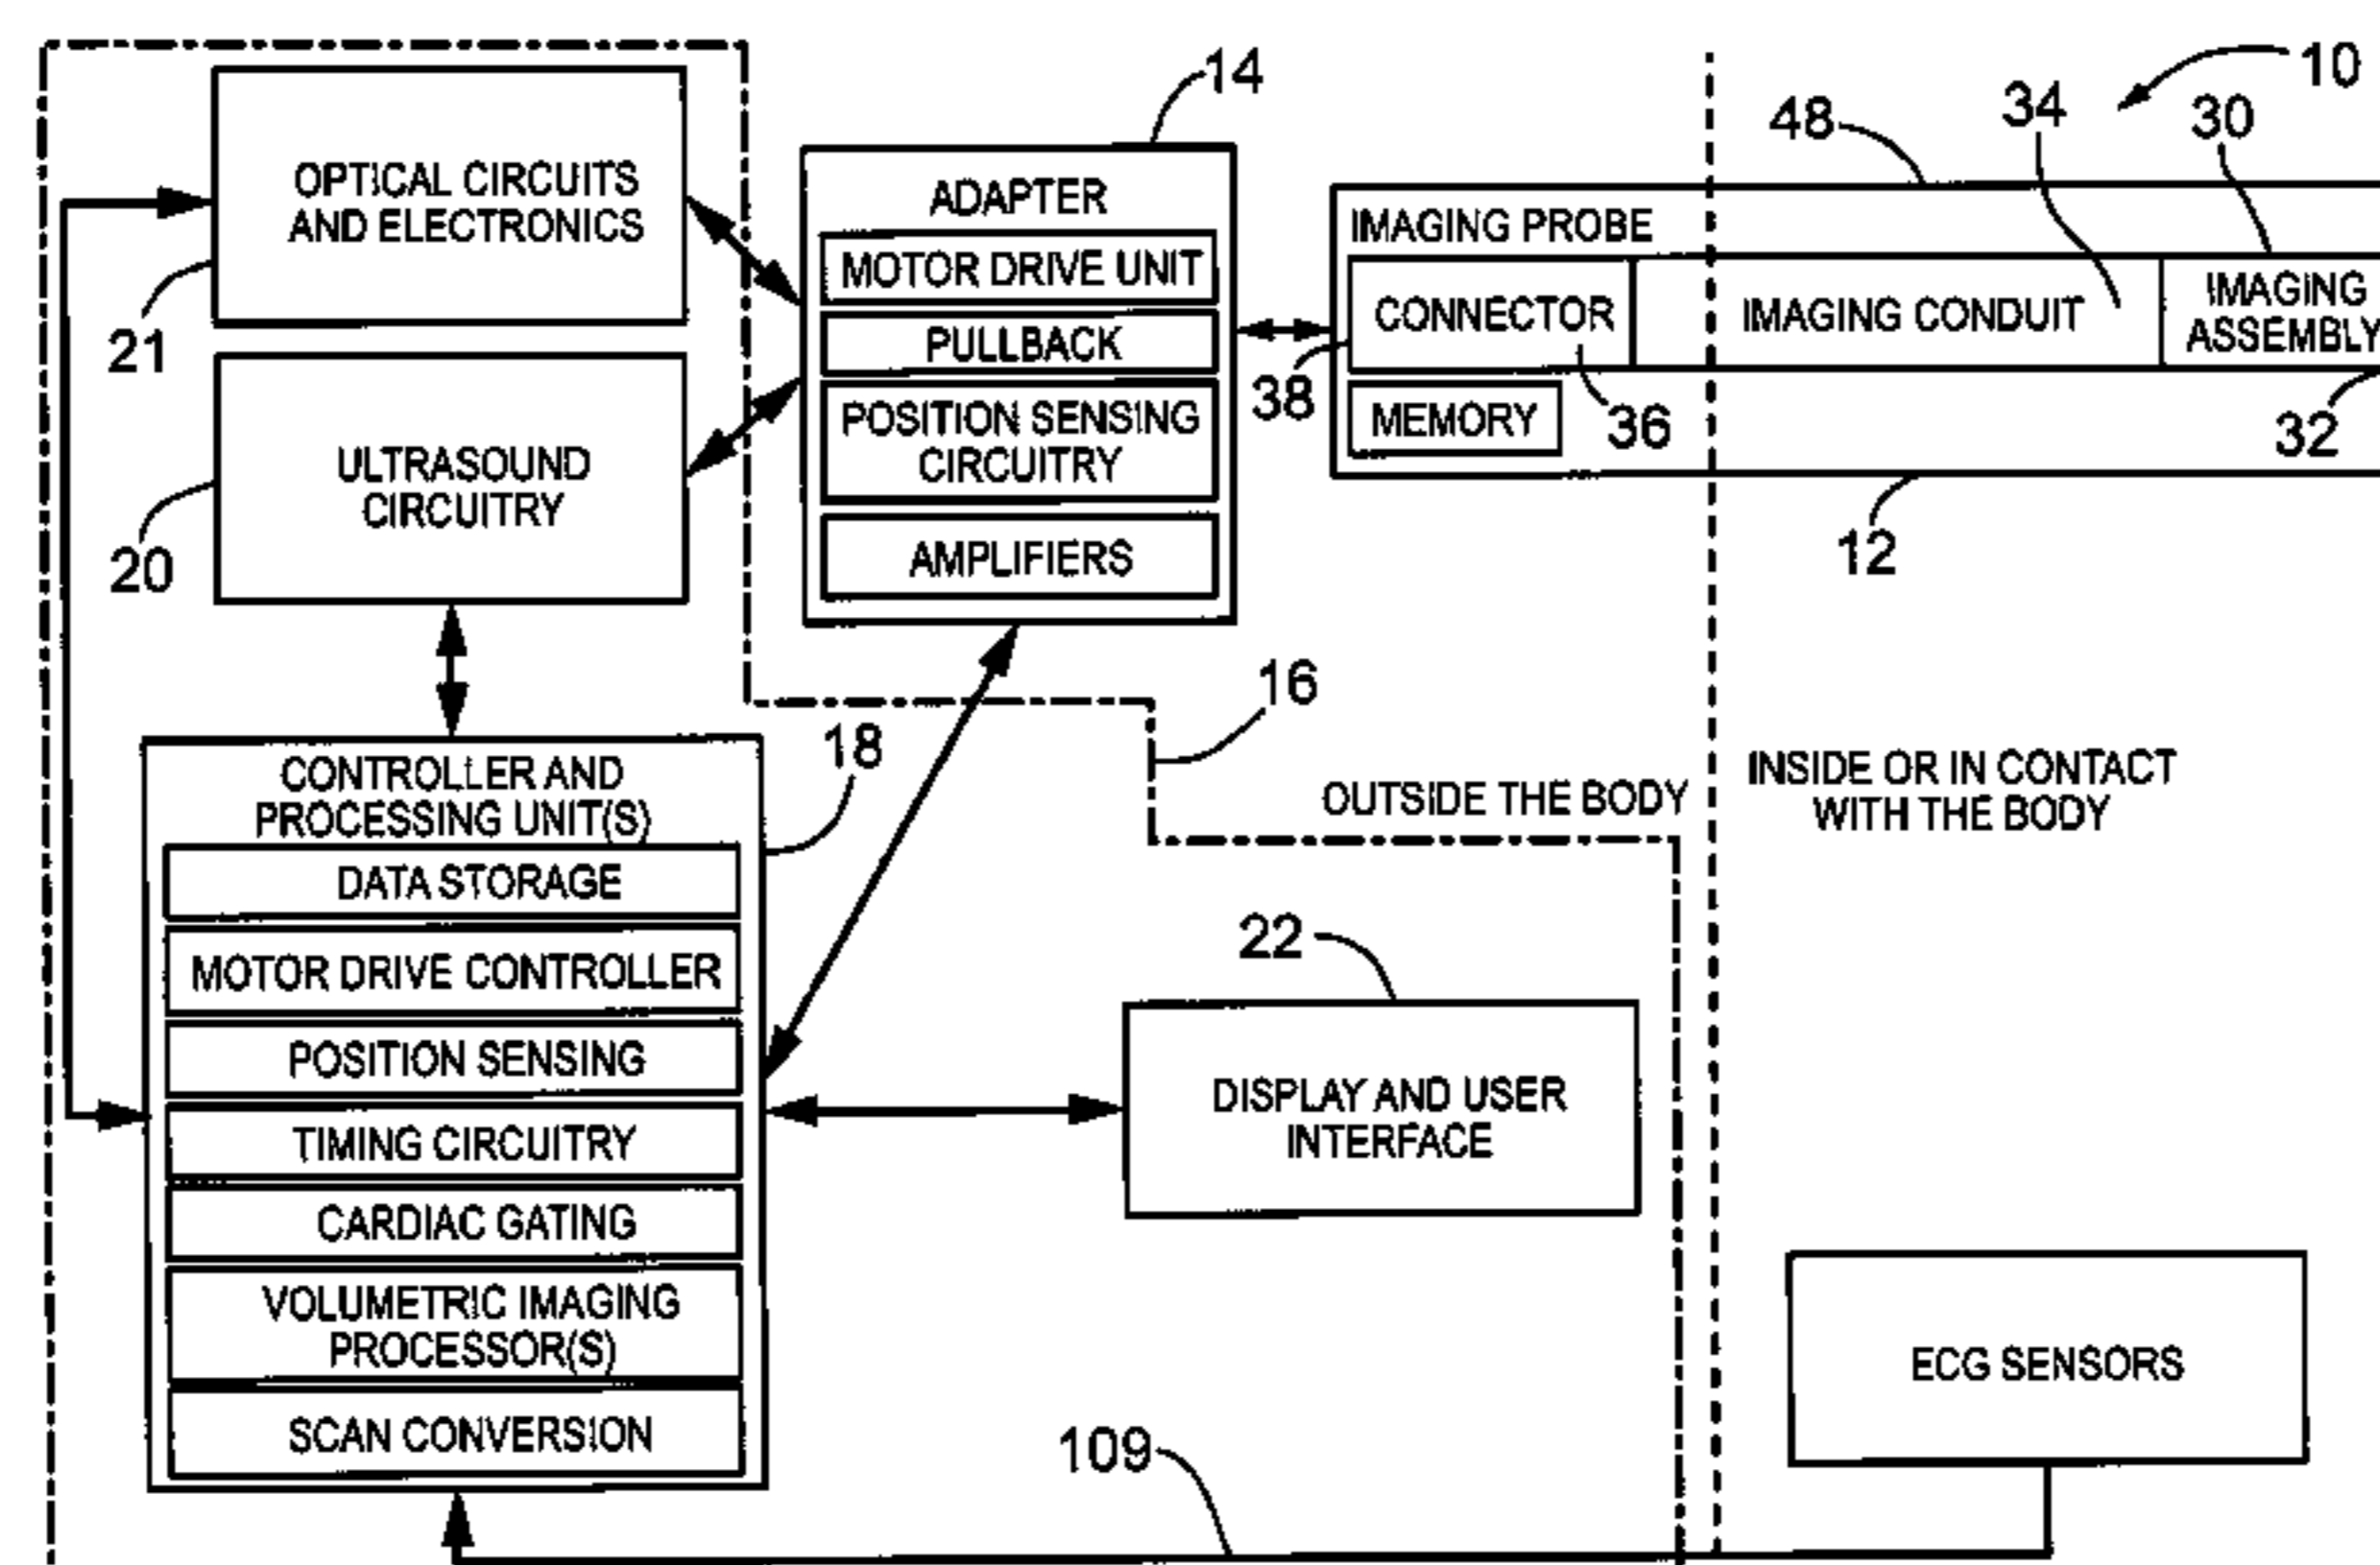 10
14
34
30
48
OPTICAL CIRCUITS
AND ELECTRONICS
21
ADAPTER
MOTOR DRIVE UNIT
PULLBACK
POSITION SENSING
CIRCUITRY
AMPLIFIERS
IMAGING PROBE
CONNECTOR
IMAGING CONDUIT
IMAGING
ASSEMBLY
38
MEMORY
36
32
12
ULTRASOUND
CIRCUITRY
20
16
18
CONTROLLER AND
PROCESSING UNIT(S)
DATA STORAGE
MOTOR DRIVE CONTROLLER
POSITION SENSING
TIMING CIRCUITRY
CARDIAC GATING
VOLUMETRIC IMAGING
PROCESSOR(S)
SCAN CONVERSION
OUTSIDE THE BODY
INSIDE OR IN CONTACT
WITH THE BODY
22
DISPLAY AND USER
INTERFACE
ECG SENSORS
109